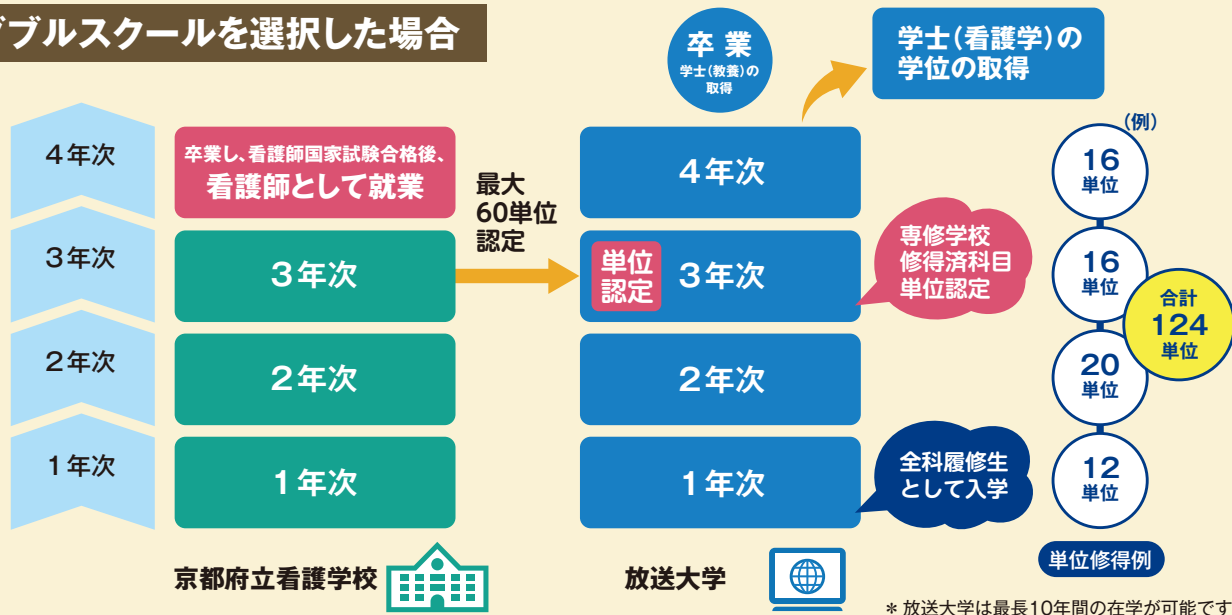 ブルスクールを選択した場合
卒 業
学士(教養)の
取得
学士(看護学)の
学位の取得
(例)
4年次
卒業し、看護師国家試験合格後、
看護師として就業
最大
60単位
認定
4年次
16
単位
3年次
3年次
単位
認定
3年次
専修学校
修得済科目
単位認定
16
単位
合計
124
単位
2年次
2年次
2年次
20
単位
1年次
1年次
1年次
全科履修生
として入学
12
単位
京都府立看護学校
放送大学
単位修得例
*放送大学は最長10年間の在学が可能です